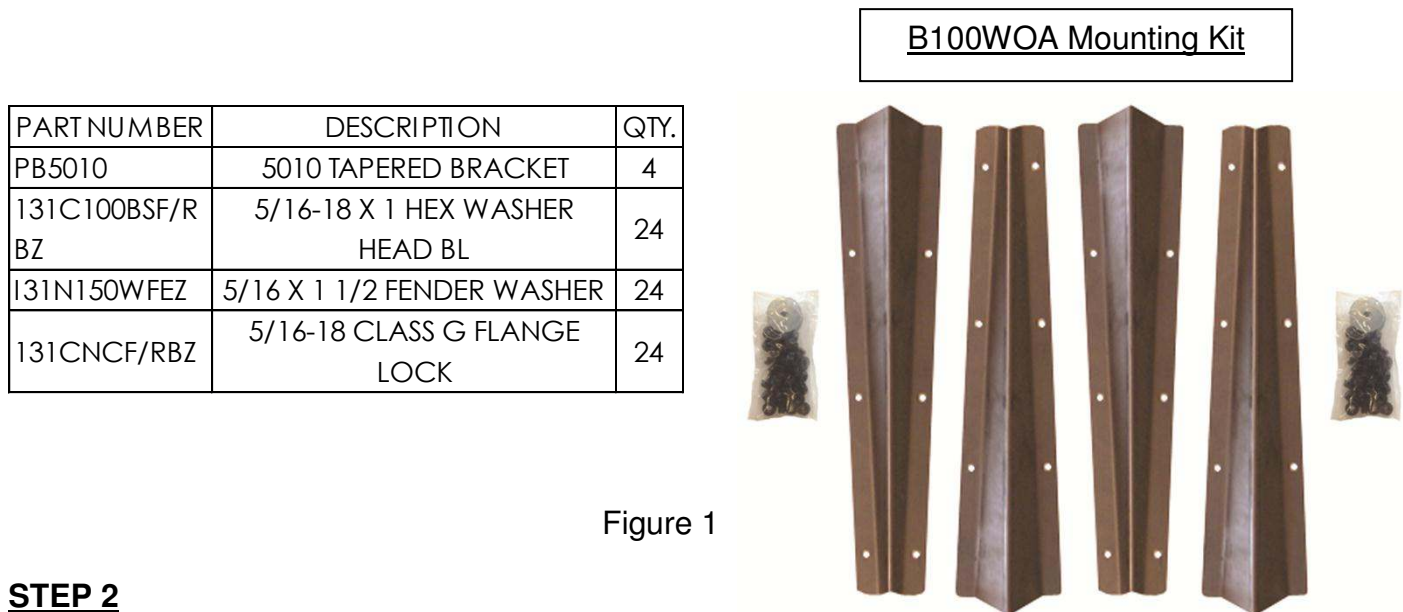 B100WOA Mounting Kit
PART NUMBER DESCRIPTION QTY.
PB5010 5010 TAPERED BRACKET 4
131C100BSF/R
BZ
5/16-18 X 1 HEX WASHER
HEAD BL
24
I31N150WFEZ 5/16 X 1 1/2 FENDER WASHER 24
131CNCF/RBZ
5/16-18 CLASS G FLANGE
LOCK
24
Figure 1
STEP 2